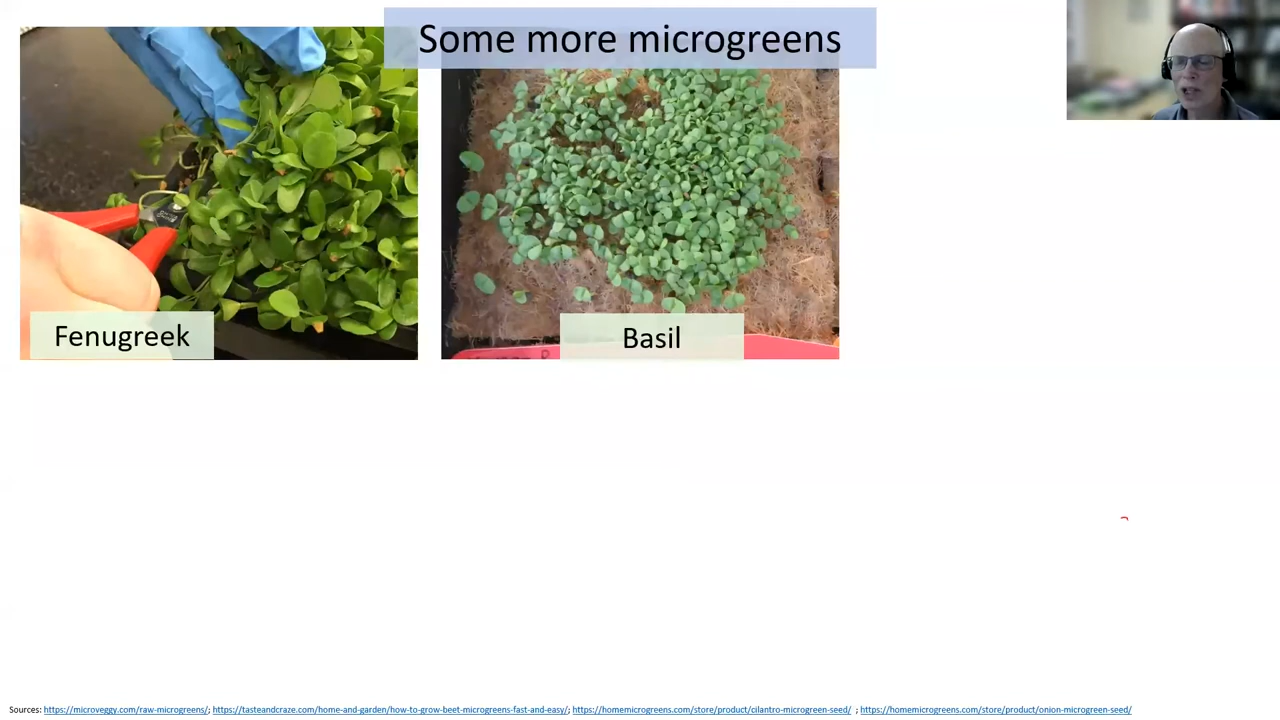 Some more microgreens
Fenugreek
Basil
Sources: https://microveggy.com/raw-microgreens/; https://tasteandcraze.com/home-and-garden/how-to-grow-beet-microgreens-fast-and-easy/; https://homemicrogreens.com/store/product/cilantro-microgreen-seed/ ; https://homemicrogreens.com/store/product/onion-microgreen-seed/